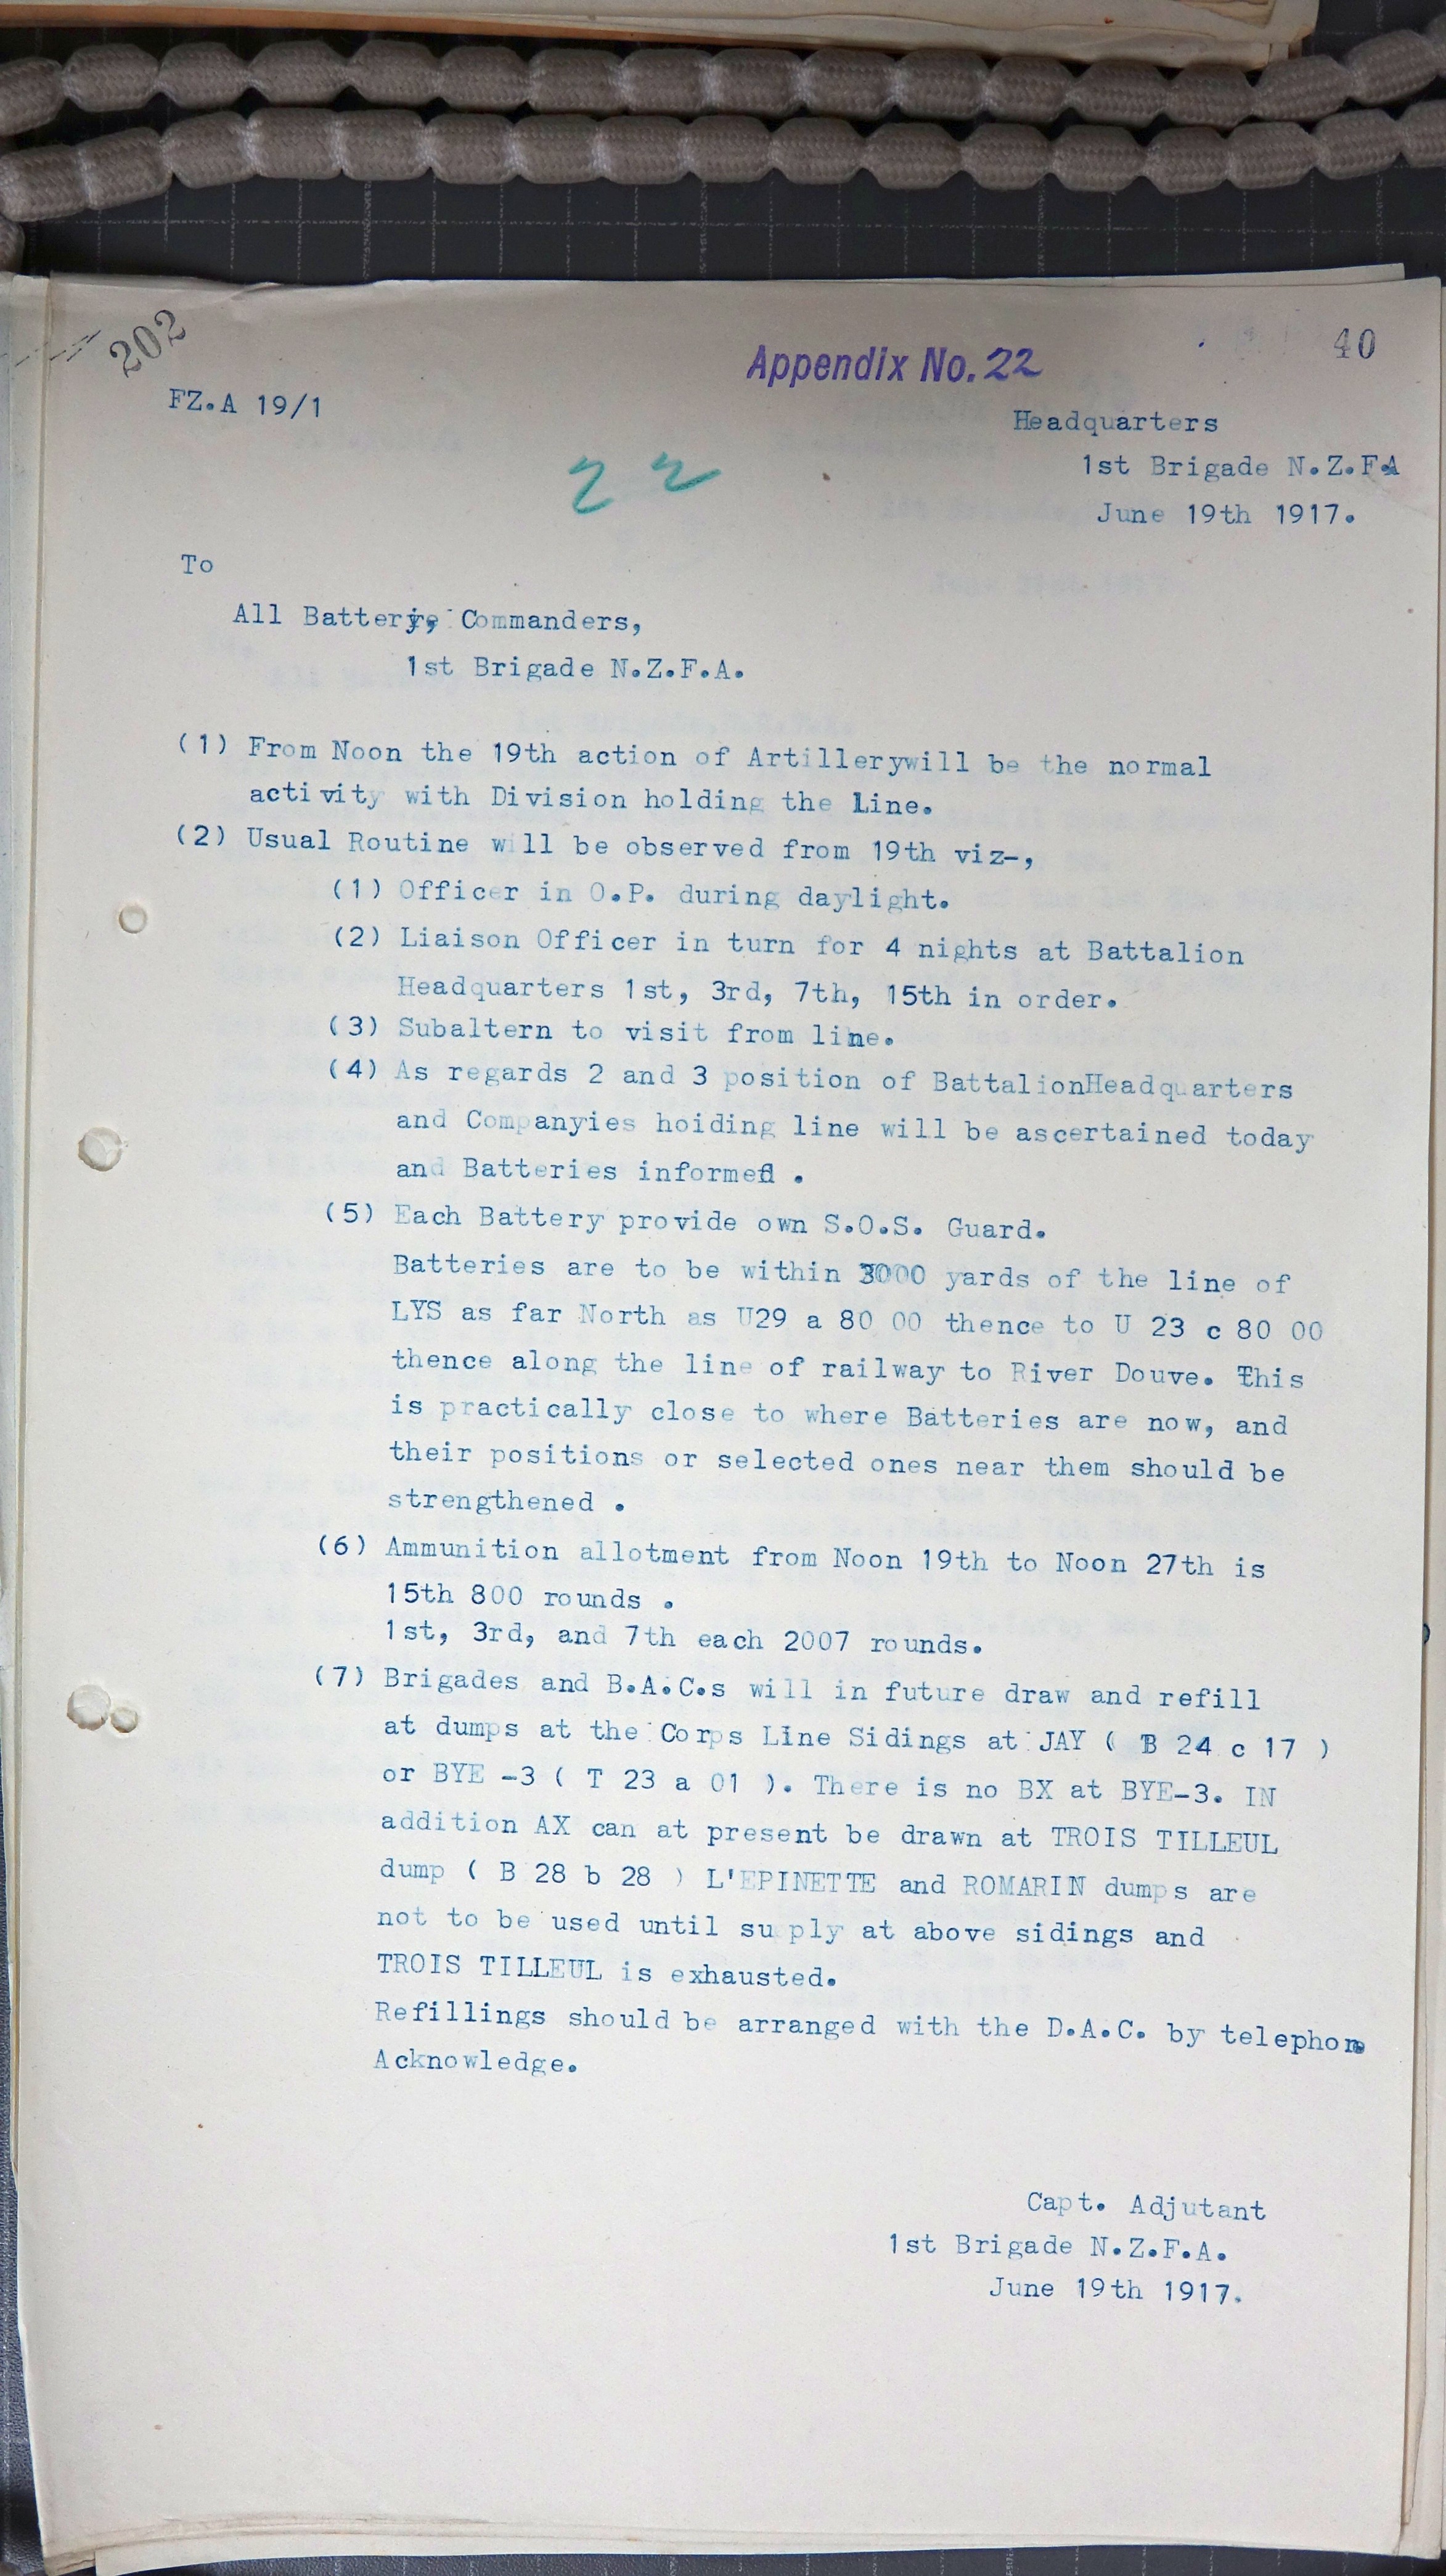 202
Appendix No. 22
40
FZ.A 19/1
Headquarters
22
1st Brigade N.Z.F.A
June 19th 1917.
To
All Battery, Commanders,
1st Brigade N.Z.F.A.
(1) From Noon the 19th action of Artillerywill be the normal
activity with Division holding the Line.
(2) Usual Routine will be observed from 19th viz-,
(1) Officer in O.P. during daylight.
(2) Liaison Officer in turn for 4 nights at Battalion
Headquarters 1st, 3rd, 7th, 15th in order.
(3) Subaltern to visit from line.
(4) As regards 2 and 3 position of BattalionHeadquarters
and Companyies hoiding line will be ascertained today
and Batteries informed .
(5) Each Battery provide own S.O.S. Guard.
Batteries are to be within 3000 yards of the line of
LYS as far North as U29 a 80 00 thence to U 23 c 80 00
thence along the line of railway to River Douve. This
is practically close to where Batteries are now, and
their positions or selected ones near them should be
strengthened .
(6) Ammunition allotment from Noon 19th to Noon 27th is
15th 800 rounds .
1st, 3rd, and 7th each 2007 rounds.
(7) Brigades and B.A.C.s will in future draw and refill
at dumps at the Corps Line Sidings at JAY ( B 24 c 17 )
or BYE -3 ( T 23 a 01 ). There is no BX at BYE-3. IN
addition AX can at present be drawn at TROIS TILLEUL
dump ( B 28 b 28 ) L'EPINETTE and ROMARIN dumps are
not to be used until su ply at above sidings and
TROIS TILLEUL is exhausted.
Refillings should be arranged with the D.A.C. by telephone
Acknowledge.
Capt. Adjutant
1st Brigade N.Z.F.A.
June 19th 1917.